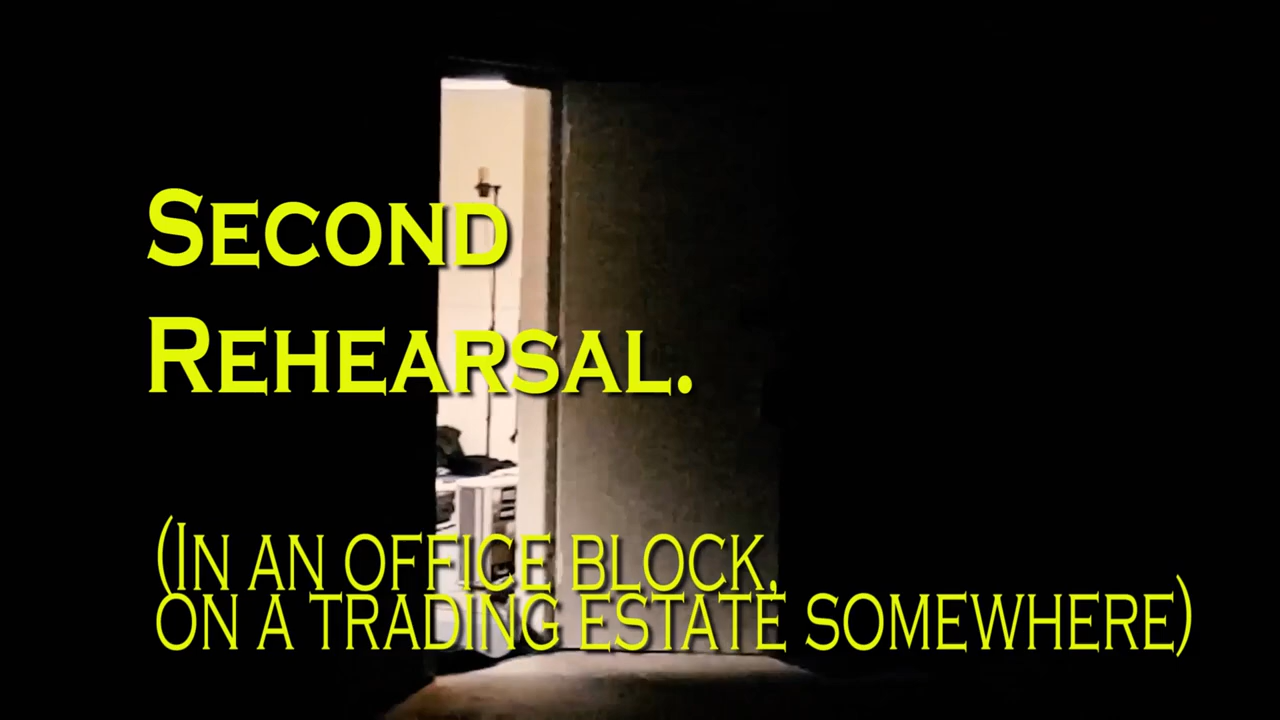 Second
Rehearsal.
(In an office block,
on a trading estate somewhere)